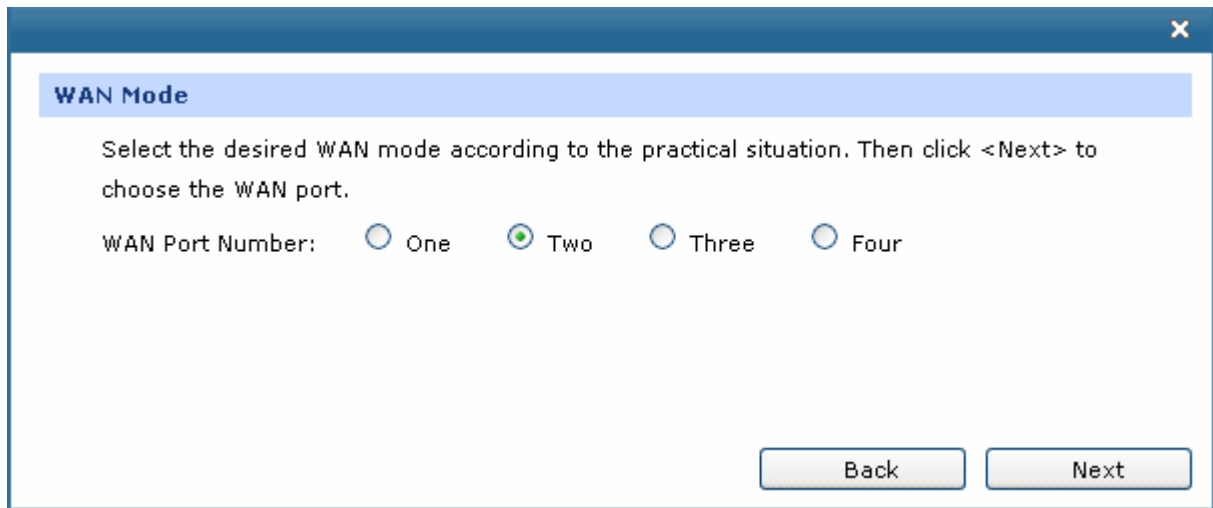 WAN Mode
Select the desired WAN mode according to the practical situation. Then click <Next> to
choose the WAN port.
WAN Port Number: One Two Three Four
Back Next